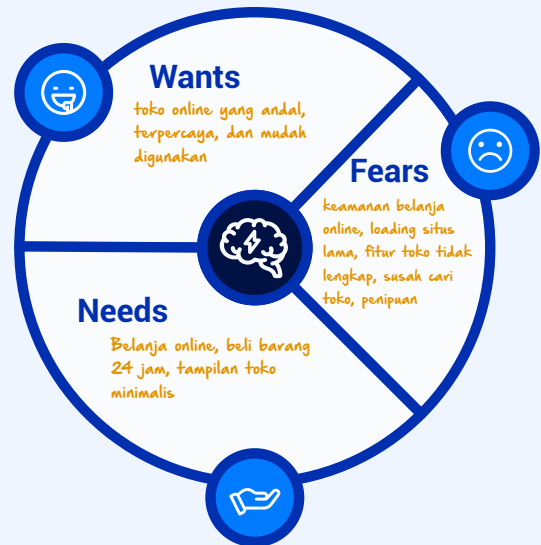 Wants
toko online yang andal,
terpercaya, dan mudah
digunakan
Fears
keamanan belanja
online, loading situs
lama, fitur toko tidak
lengkap, susah cari
toko, penipuan
Needs
Belanja online, beli barang
24 jam, tampilan toko
minimalis